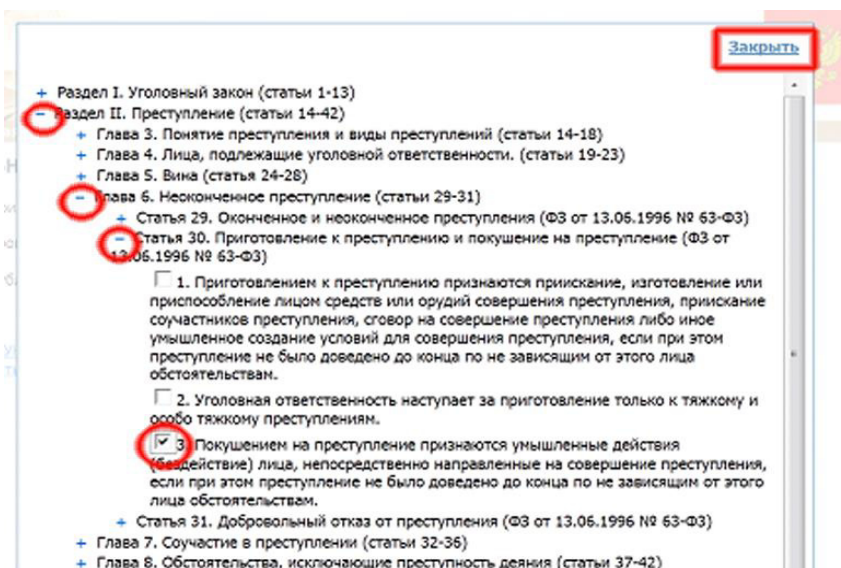 Закрыть
+ Раздел I. Уголовный закон (статьи 1-13)
− Раздел II. Преступление (статьи 14-42)
+ Глава 3. Понятие преступления и виды преступлений (статьи 14-18)
+ Глава 4. Лица, подлежащие уголовной ответственности. (статьи 19-23)
+ Глава 5. Вина (статья 24-28)
− Глава 6. Неоконченное преступление (статьи 29-31)
+ Статья 29. Оконченное и неоконченное преступления (ФЗ от 13.06.1996 № 63-ФЗ)
− Статья 30. Приготовление к преступлению и покушение на преступление (ФЗ от
13.06.1996 № 63-ФЗ)
1. Приготовлением к преступлению признаются приискание, изготовление или
приспособление лицом средств или орудий совершения преступления, приискание
соучастников преступления, сговор на совершение преступления либо иное
умышленное создание условий для совершения преступления, если при этом
преступление не было доведено до конца по не зависящим от этого лица
обстоятельствам.
2. Уголовная ответственность наступает за приготовление только к тяжкому и
особо тяжкому преступлениям.
3. Покушением на преступление признаются умышленные действия
(бездействие) лица, непосредственно направленные на совершение преступления,
если при этом преступление не было доведено до конца по не зависящим от этого
лица обстоятельствам.
+ Статья 31. Добровольный отказ от преступления (ФЗ от 13.06.1996 № 63-ФЗ)
+ Глава 7. Соучастие в преступлении (статьи 32-36)
+ Глава 8. Обстоятельства, исключающие преступность деяния (статьи 37-42)